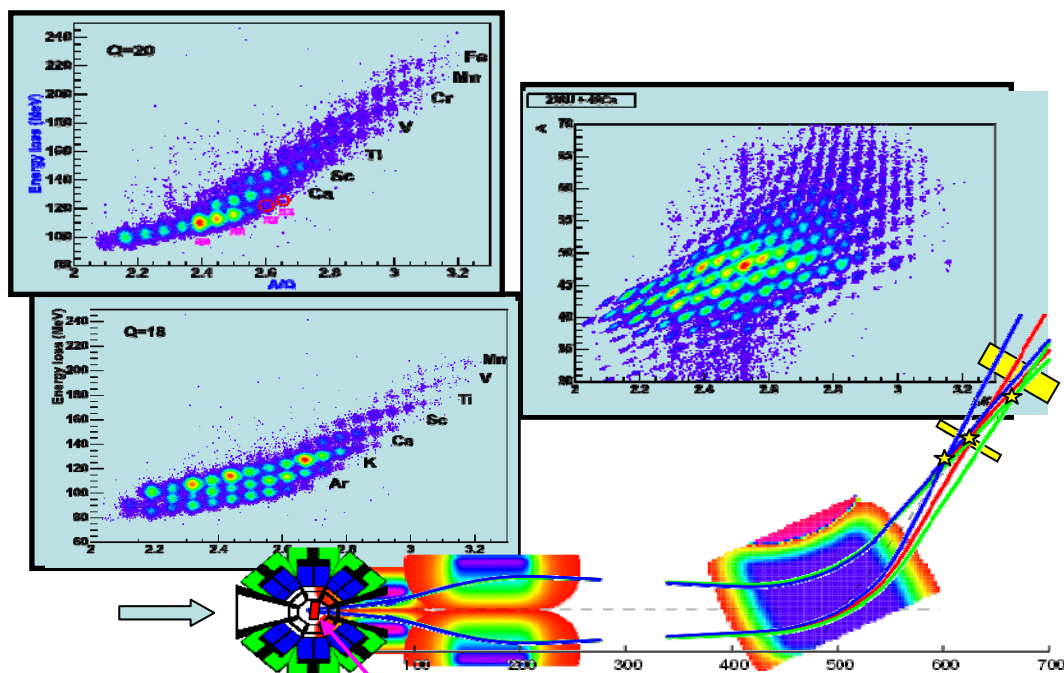 Q=20
Energy loss (MeV)
240
220
200
180
160
140
120
100
80
Fe
Mn
Cr
V
Ti
Sc
Ca
2
2.2
2.4
2.6
2.8
3
3.2
A/Q
238U + 48Ca
A
70
60
50
40
30
2
2.2
2.4
2.6
2.8
3
3.2
Q=18
Energy loss (MeV)
240
220
200
180
160
140
120
100
80
60
Mn
V
Ti
Sc
Ca
K
Ar
2
2.2
2.4
2.6
2.8
3
3.2
100
200
300
400
500
600
700